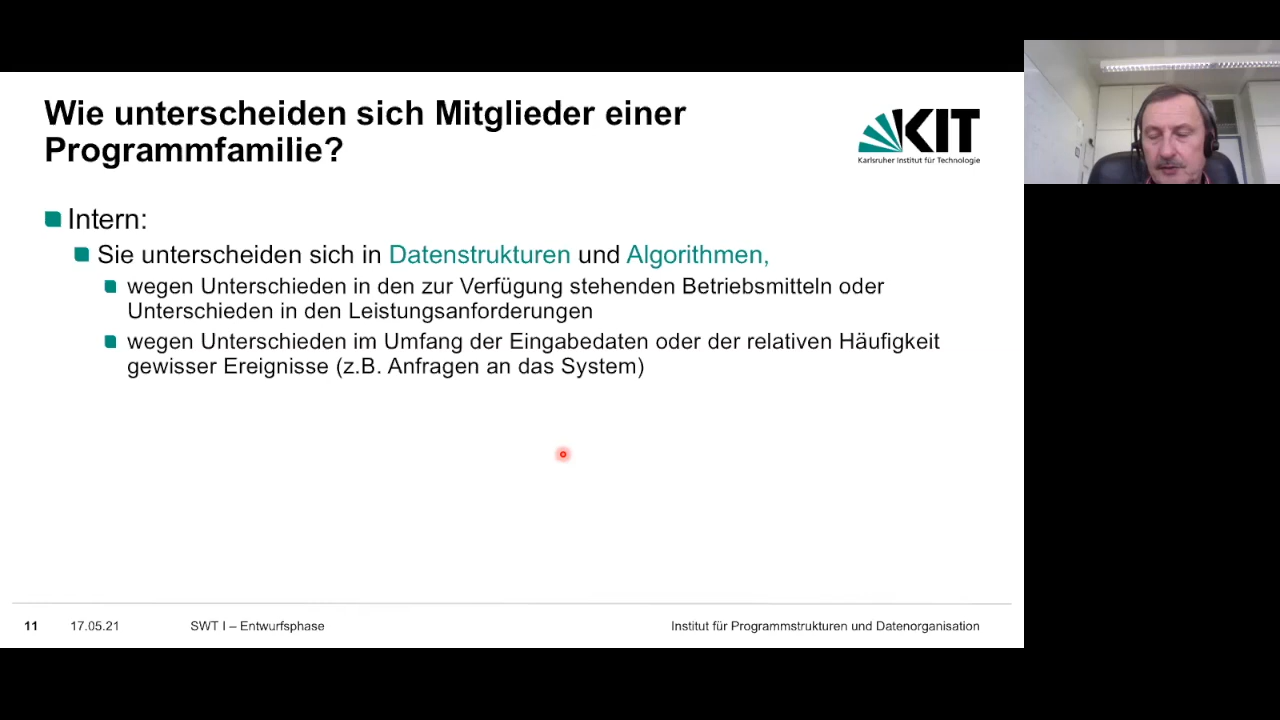 Wie unterscheiden sich Mitglieder einer
Programmfamilie?
KIT
Karlsruher Institut für Technologie
Intern:
Sie unterscheiden sich in Datenstrukturen und Algorithmen,
wegen Unterschieden in den zur Verfügung stehenden Betriebsmitteln oder
Unterschieden in den Leistungsanforderungen
wegen Unterschieden im Umfang der Eingabedaten oder der relativen Häufigkeit
gewisser Ereignisse (z.B. Anfragen an das System)
11 17.05.21 SWT I – Entwurfsphase Institut für Programmstrukturen und Datenorganisation